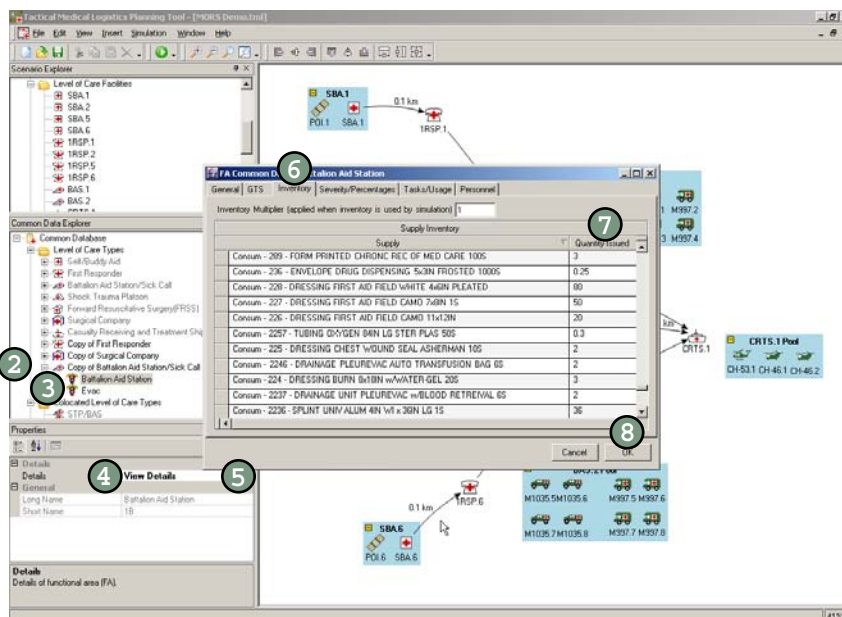 Tactical Medical Logistics Planning Tool - [MDRS Demo.tml]
File Edit View Insert Simulation Window Help
Scenario Explorer
Level of Care Facilities
SBA.1
SBA.2
SBA.5
SBA.6
1RSP.1
1RSP.2
1RSP.5
1RSP.6
BAS.1
BAS.2
Common Data Explorer
Common Database
Level of Care Types
Self/Buddy Aid
First Responder
Battalion Aid Station/Sick Call
Shock Trauma Platoon
Forward Resuscitative Surgery(FRSS)
Surgical Company
Casualty Receiving and Treatment Ship
Copy of First Responder
Copy of Surgical Company
Copy of Battalion Aid Station/Sick Call
2
Battalion Aid Station
3
Evac
Colocated Level of Care Types
STP/BAS
Properties
Details
Details
4
View Details
5
General
Long Name Battalion Aid Station
Short Name 1B
Details
Details of functional area (FA).
SBA.1
POI.1 SBA.1
0.1 km
1RSP.1
FA Common D
6
ttalion Aid Station
General GTS Inventory Severity/Percentages Tasks/Usage Personnel
Inventory Multiplier (applied when inventory is used by simulation) 1
7
Supply Inventory
Supply Quantity Issued
Consum - 209 - FORM PRINTED CHRONC REC OF MED CARE 100S 3
Consum - 236 - ENVELOPE DRUG DISPENSING 5x3IN FROSTED 1000S 0.25
Consum - 228 - DRESSING FIRST AID FIELD WHITE 4x6IN PLEATED 80
Consum - 227 - DRESSING FIRST AID FIELD CAMO 7x8IN 1S 50
Consum - 226 - DRESSING FIRST AID FIELD CAMO 11x12IN 20
Consum - 2257 - TUBING OXYGEN 84IN LG STER PLAS 50S 0.3
Consum - 225 - DRESSING CHEST WOUND SEAL ASHERMAN 10S 2
Consum - 2246 - DRAINAGE PLEUREVAC AUTO TRANSFUSION BAG 6S 2
Consum - 224 - DRESSING BURN 8x18IN w/WATER-GEL 20S 3
Consum - 2237 - DRAINAGE UNIT PLEUREVAC w/BLOOD RETREIVAL 6S 2
Consum - 2236 - SPLINT UNIV ALUM 4IN WI x 36IN LG 1S 36
8
Cancel OK
1 M997.2
3 M997.4
km
CRTS.1
CRTS.1 Pool
CH-53.1 CH-46.1 CH-46.2
BAS.2 Pool
M1035.5 M1035.6 M997.5 M997.6
M1035.7 M1035.8 M997.7 M997.8
1RSP.6
0.1 km
SBA.6
POI.6 SBA.6